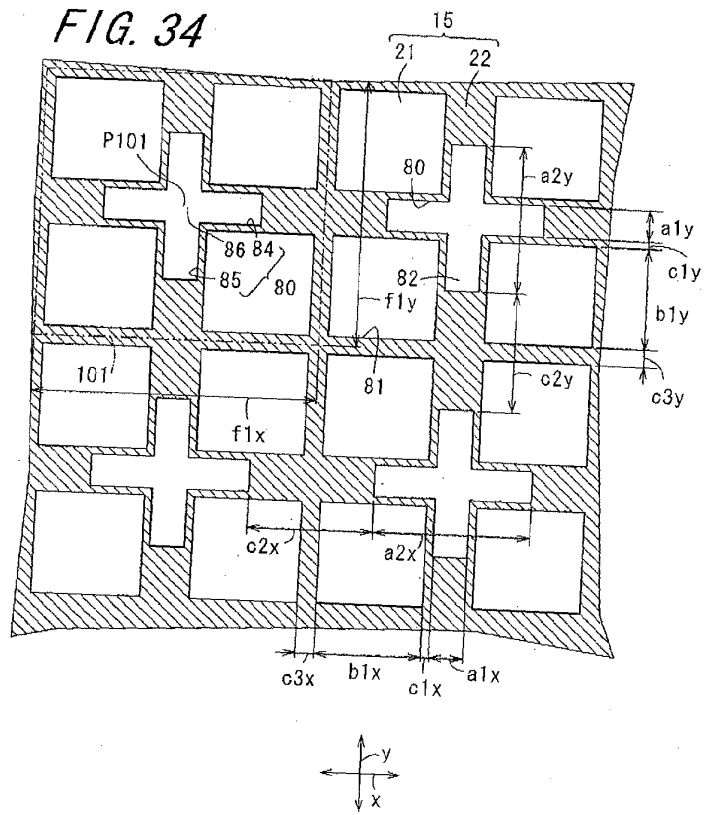 FIG. 34
15
21 22
P101
80
a2y
a1y
86 84
c1y
85 80
82
f1y
b1y
101
81
c2y
c3y
f1x
c2x
a2x
c3x
b1x
c1x
a1x
y
x